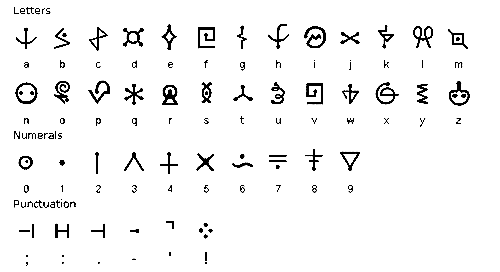 Letters
a b c d e f g h i j k l m
n o p q r s t u v w x y z
Numerals
0 1 2 3 4 5 6 7 8 9
Punctuation
; : . - ' !